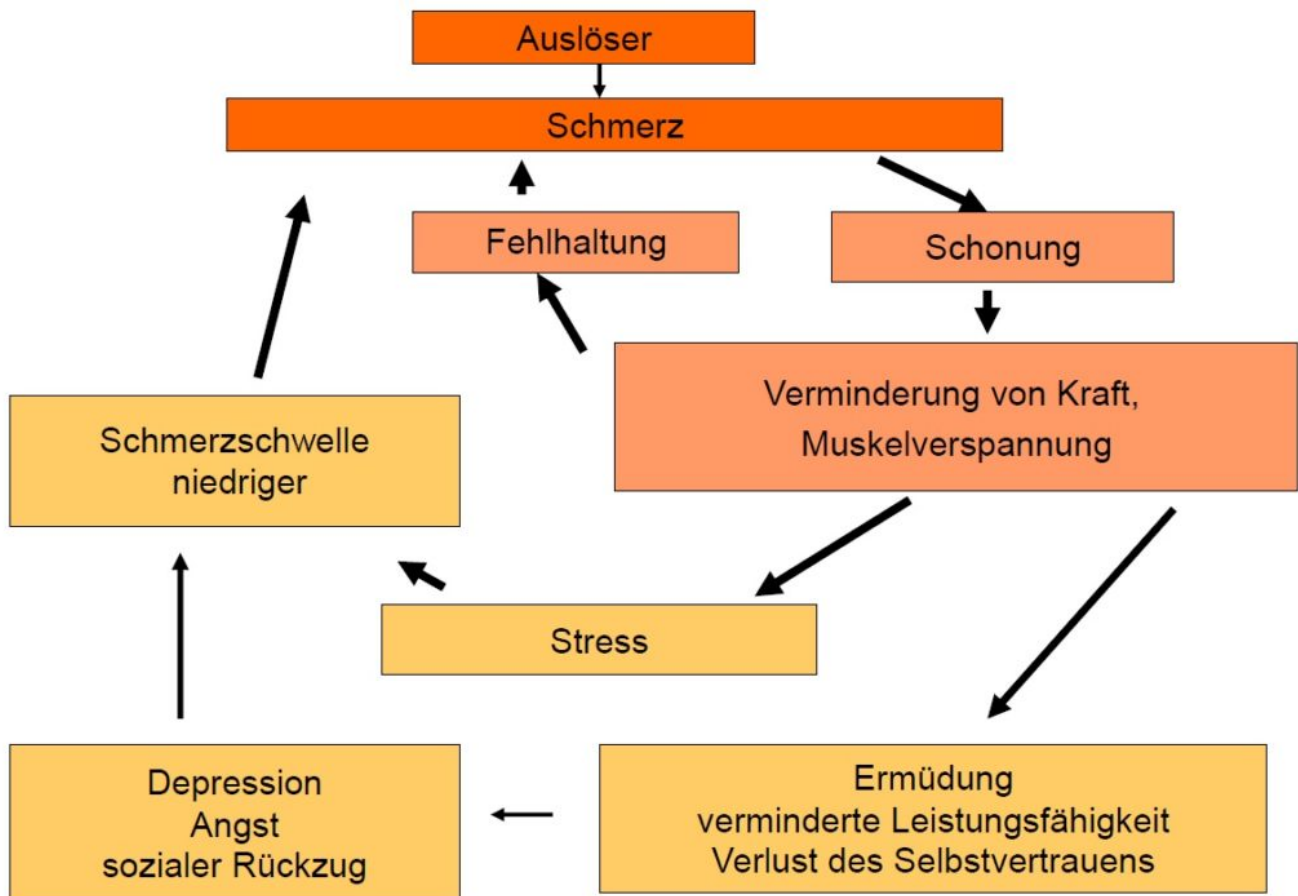 Auslöser
Schmerz
Fehlhaltung
Schonung
Verminderung von Kraft,
Muskelverspannung
Schmerzschwelle
niedriger
Stress
Depression
Angst
sozialer Rückzug
Ermüdung
verminderte Leistungsfähigkeit
Verlust des Selbstvertrauens